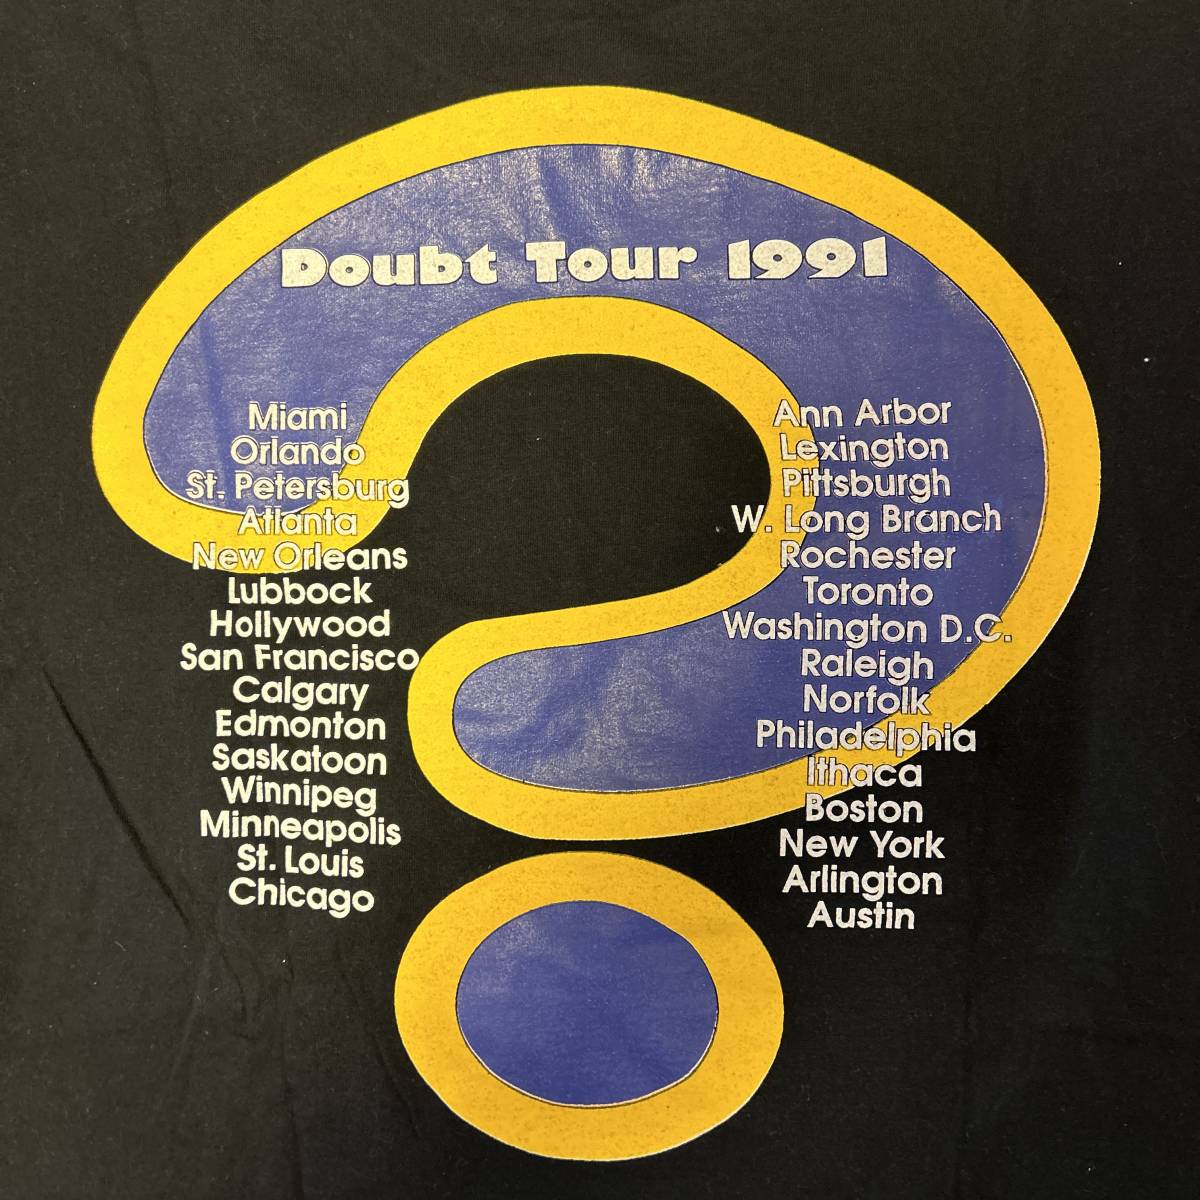 Doubt Tour 1991
Miami
Orlando
St. Petersburg
Atlanta
New Orleans
Lubbock
Hollywood
San Francisco
Calgary
Edmonton
Saskatoon
Winnipeg
Minneapolis
St. Louis
Chicago
Ann Arbor
Lexington
Pittsburgh
W. Long Branch
Rochester
Toronto
Washington D.C.
Raleigh
Norfolk
Philadelphia
Ithaca
Boston
New York
Arlington
Austin